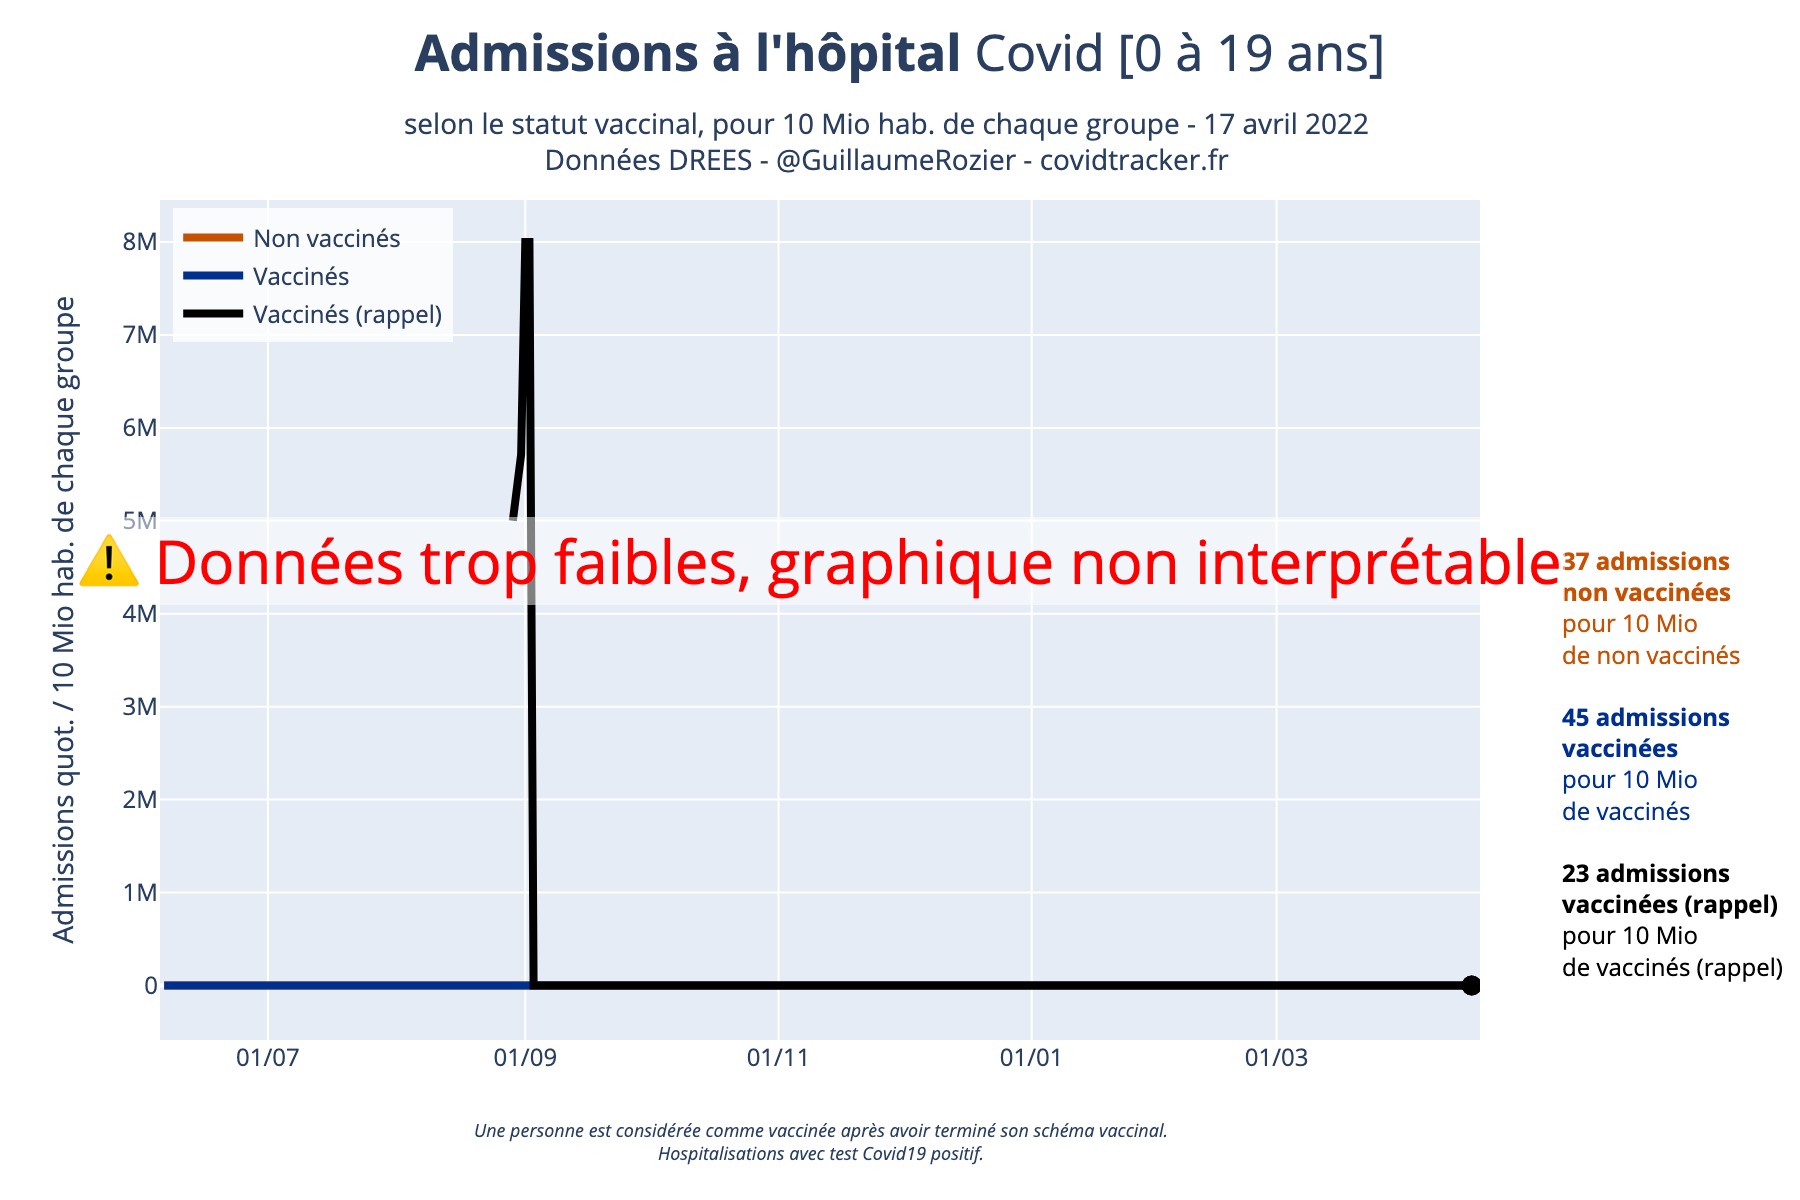 Admissions à l'hôpital Covid [0 à 19 ans]
selon le statut vaccinal, pour 10 Mio hab. de chaque groupe - 17 avril 2022
Données DREES - @GuillaumeRozier - covidtracker.fr
Admissions quot. / 10 Mio hab. de chaque groupe
Non vaccinés
Vaccinés
Vaccinés (rappel)
8M
7M
6M
5M
4M
3M
2M
1M
0
⚠️ Données trop faibles, graphique non interprétable
37 admissions
non vaccinées
pour 10 Mio
de non vaccinés
45 admissions
vaccinées
pour 10 Mio
de vaccinés
23 admissions
vaccinées (rappel)
pour 10 Mio
de vaccinés (rappel)
01/07 01/09 01/11 01/01 01/03
Une personne est considérée comme vaccinée après avoir terminé son schéma vaccinal.
Hospitalisations avec test Covid19 positif.